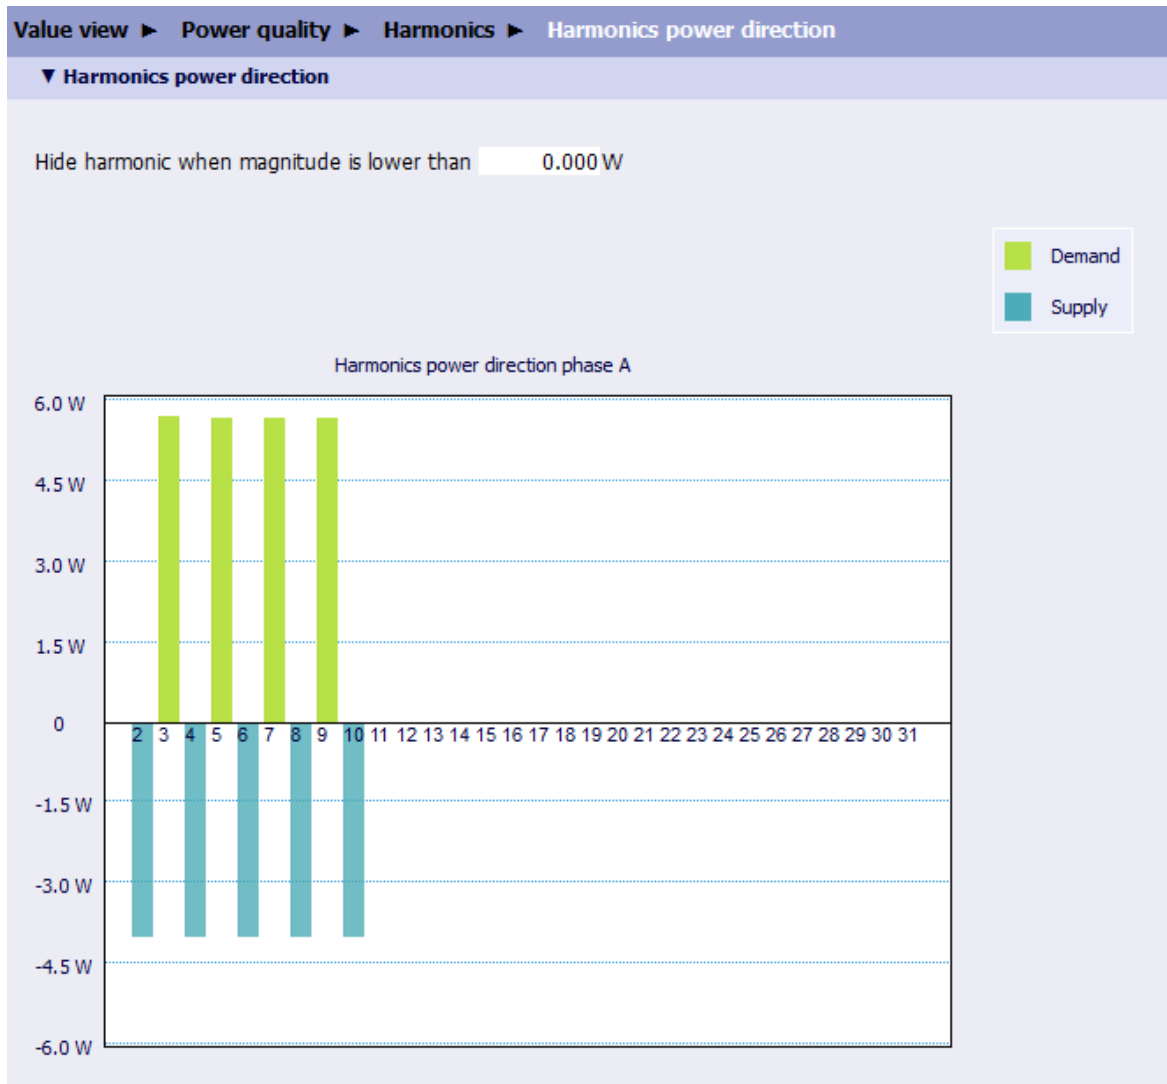 Value view ► Power quality ► Harmonics ► Harmonics power direction
▼ Harmonics power direction
Hide harmonic when magnitude is lower than 0.000 W
Demand
Supply
Harmonics power direction phase A
6.0 W
4.5 W
3.0 W
1.5 W
0
2 3 4 5 6 7 8 9 10 11 12 13 14 15 16 17 18 19 20 21 22 23 24 25 26 27 28 29 30 31
-1.5 W
-3.0 W
-4.5 W
-6.0 W